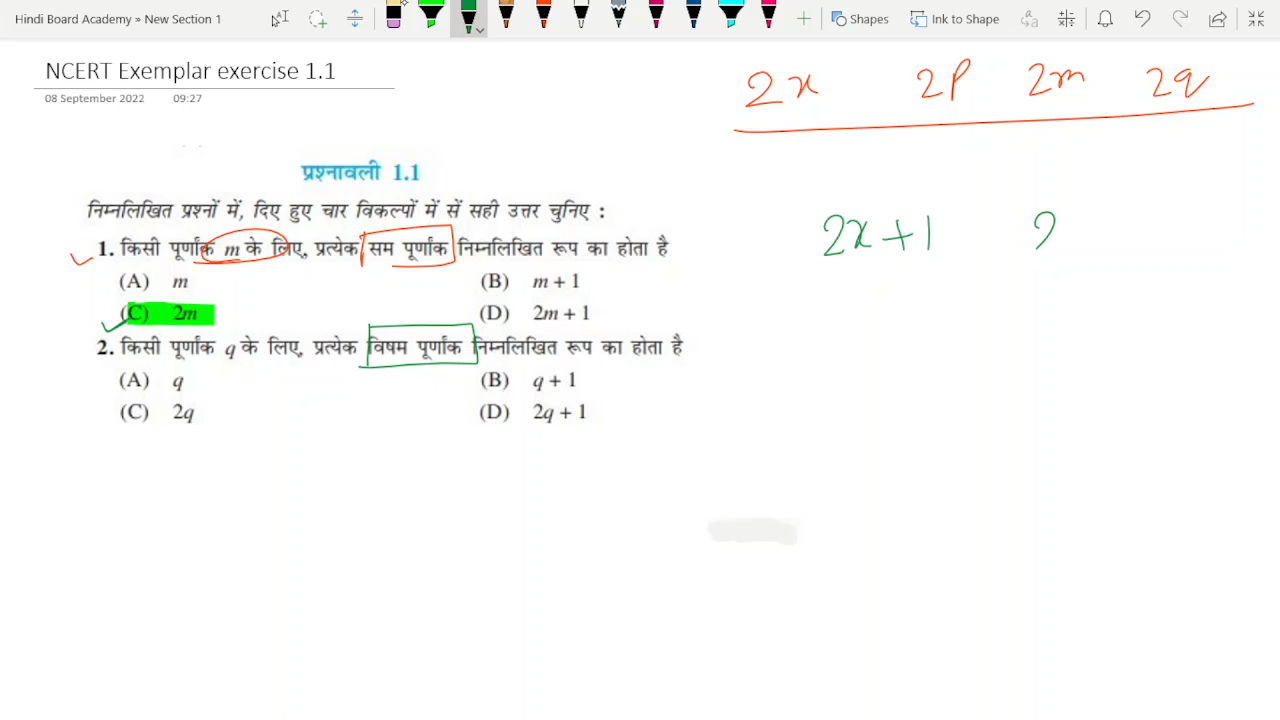 Hindi Board Academy » New Section 1
Shapes
Ink to Shape
NCERT Exemplar exercise 1.1
08 September 2022 09:27
2x 2p 2m 2q
प्रश्नावली 1.1
निम्नलिखित प्रश्नों में, दिए हुए चार विकल्पों में सें सही उत्तर चुनिए :
1. किसी पूर्णांक m के लिए, प्रत्येक सम पूर्णांक निम्नलिखित रूप का होता है
2x+1 2
(A) m (B) m + 1
(C) 2m (D) 2m + 1
2. किसी पूर्णांक q के लिए, प्रत्येक विषम पूर्णांक निम्नलिखित रूप का होता है
(A) q (B) q + 1
(C) 2q (D) 2q + 1